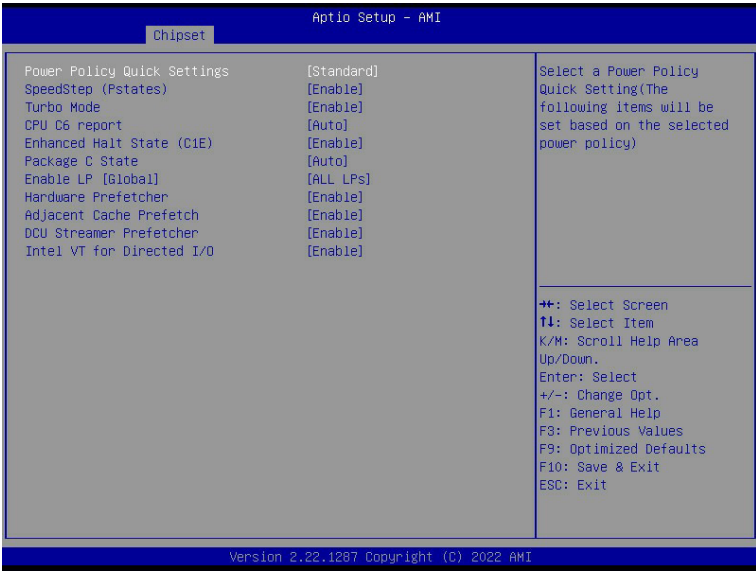 Aptio Setup – AMI
Chipset
Power Policy Quick Settings [Standard]
SpeedStep (Pstates) [Enable]
Turbo Mode [Enable]
CPU C6 report [Auto]
Enhanced Halt State (C1E) [Enable]
Package C State [Auto]
Enable LP [Global] [ALL LPs]
Hardware Prefetcher [Enable]
Adjacent Cache Prefetch [Enable]
DCU Streamer Prefetcher [Enable]
Intel VT for Directed I/O [Enable]
Select a Power Policy
Quick Setting(The
following items will be
set based on the selected
power policy)
→←: Select Screen
↑↓: Select Item
K/M: Scroll Help Area
Up/Down.
Enter: Select
+/-: Change Opt.
F1: General Help
F3: Previous Values
F9: Optimized Defaults
F10: Save & Exit
ESC: Exit
Version 2.22.1287 Copyright (C) 2022 AMI